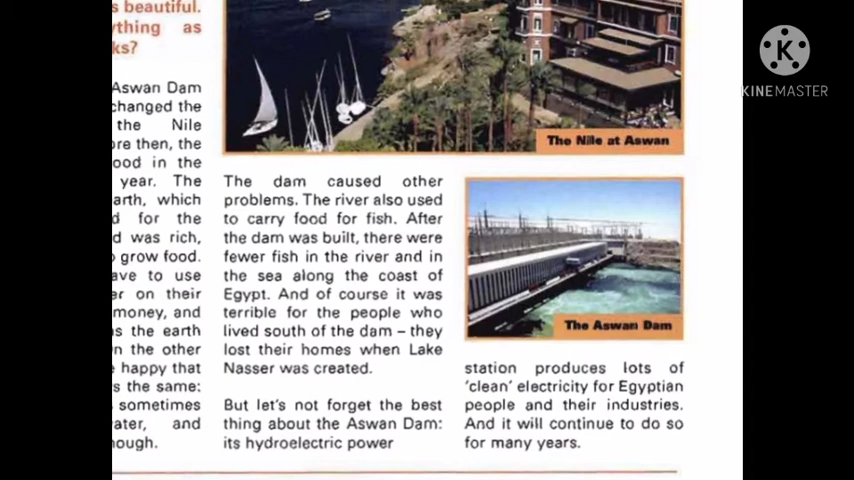 s beautiful.
ything as
ks?
Aswan Dam
changed the
the Nile
ore then, the
ood in the
year. The
earth, which
d for the
d was rich,
o grow food.
ave to use
er on their
money, and
as the earth
n the other
e happy that
s the same:
sometimes
ater, and
nough.
The Nile at Aswan
The dam caused other
problems. The river also used
to carry food for fish. After
the dam was built, there were
fewer fish in the river and in
the sea along the coast of
Egypt. And of course it was
terrible for the people who
lived south of the dam – they
lost their homes when Lake
Nasser was created.
But let's not forget the best
thing about the Aswan Dam:
its hydroelectric power
The Aswan Dam
station produces lots of
'clean' electricity for Egyptian
people and their industries.
And it will continue to do so
for many years.
KINEMASTER